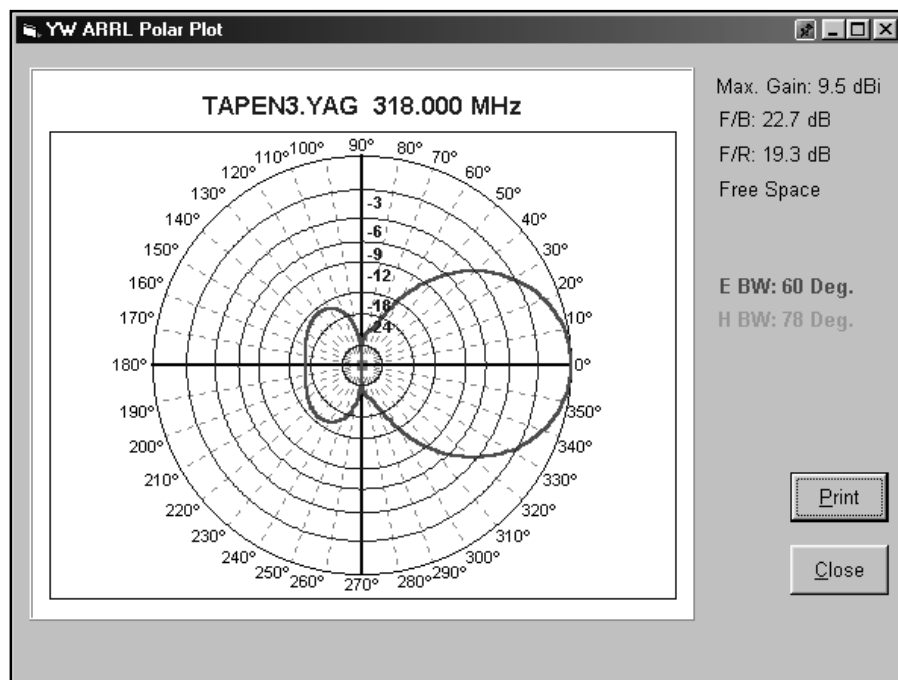 YW ARRL Polar Plot
TAPEN3.YAG 318.000 MHz
Max. Gain: 9.5 dBi
F/B: 22.7 dB
F/R: 19.3 dB
Free Space
E BW: 60 Deg.
H BW: 78 Deg.
90°
100° 80°
110° 70°
120° 60°
130° 50°
140° 40°
150° 30°
160° 20°
170° 10°
180° 0°
190° 350°
200° 340°
210° 330°
220° 320°
230° 310°
240° 300°
250° 290°
260° 280°
270°
-3
-6
-9
-12
-18
-24
Print
Close